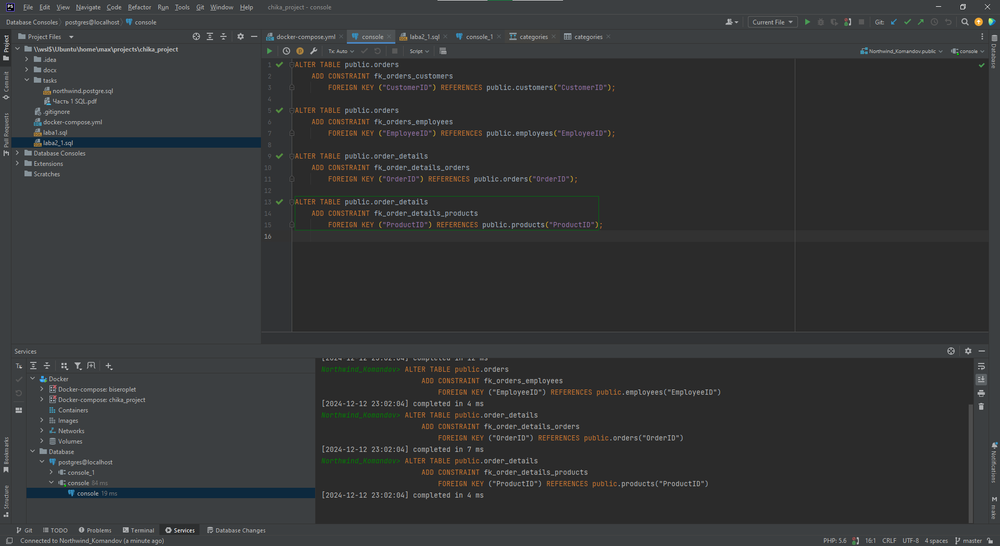 PS File Edit View Navigate Code Refactor Run Tools Git Window Help chika_project - console
Database Consoles postgres@localhost console Current File Git:
Project Files
docker-compose.yml console laba2_1.sql console_1 categories categories
\\wsl$\Ubuntu\home\max\projects\chika_project
.idea
docx
tasks
northwind.postgre.sql
Часть 1 SQL.pdf
.gitignore
docker-compose.yml
laba1.sql
laba2_1.sql
Database Consoles
Extensions
Scratches
Project
Commit
Pull Requests
Bookmarks
Structure
Tx: Auto Script Northwind_Komandov.public console
1 ALTER TABLE public.orders
2 ADD CONSTRAINT fk_orders_customers
3 FOREIGN KEY ("CustomerID") REFERENCES public.customers("CustomerID");
4
5 ALTER TABLE public.orders
6 ADD CONSTRAINT fk_orders_employees
7 FOREIGN KEY ("EmployeeID") REFERENCES public.employees("EmployeeID");
8
9 ALTER TABLE public.order_details
10 ADD CONSTRAINT fk_order_details_orders
11 FOREIGN KEY ("OrderID") REFERENCES public.orders("OrderID");
12
13 ALTER TABLE public.order_details
14 ADD CONSTRAINT fk_order_details_products
15 FOREIGN KEY ("ProductID") REFERENCES public.products("ProductID");
16
Database
Notifications
make
Services
Tx
Docker
Docker-compose: biseroplet
Docker-compose: chika_project
Containers
Images
Networks
Volumes
Database
postgres@localhost
console_1
console 84 ms
console 19 ms
[2024-12-12 23:02:04] completed in 12 ms
Northwind_Komandov> ALTER TABLE public.orders
ADD CONSTRAINT fk_orders_employees
FOREIGN KEY ("EmployeeID") REFERENCES public.employees("EmployeeID")
[2024-12-12 23:02:04] completed in 4 ms
Northwind_Komandov> ALTER TABLE public.order_details
ADD CONSTRAINT fk_order_details_orders
FOREIGN KEY ("OrderID") REFERENCES public.orders("OrderID")
[2024-12-12 23:02:04] completed in 7 ms
Northwind_Komandov> ALTER TABLE public.order_details
ADD CONSTRAINT fk_order_details_products
FOREIGN KEY ("ProductID") REFERENCES public.products("ProductID")
[2024-12-12 23:02:04] completed in 4 ms
Git TODO Problems Terminal Services Database Changes
Connected to Northwind_Komandov (a minute ago) PHP: 5.6 16:1 CRLF UTF-8 4 spaces master